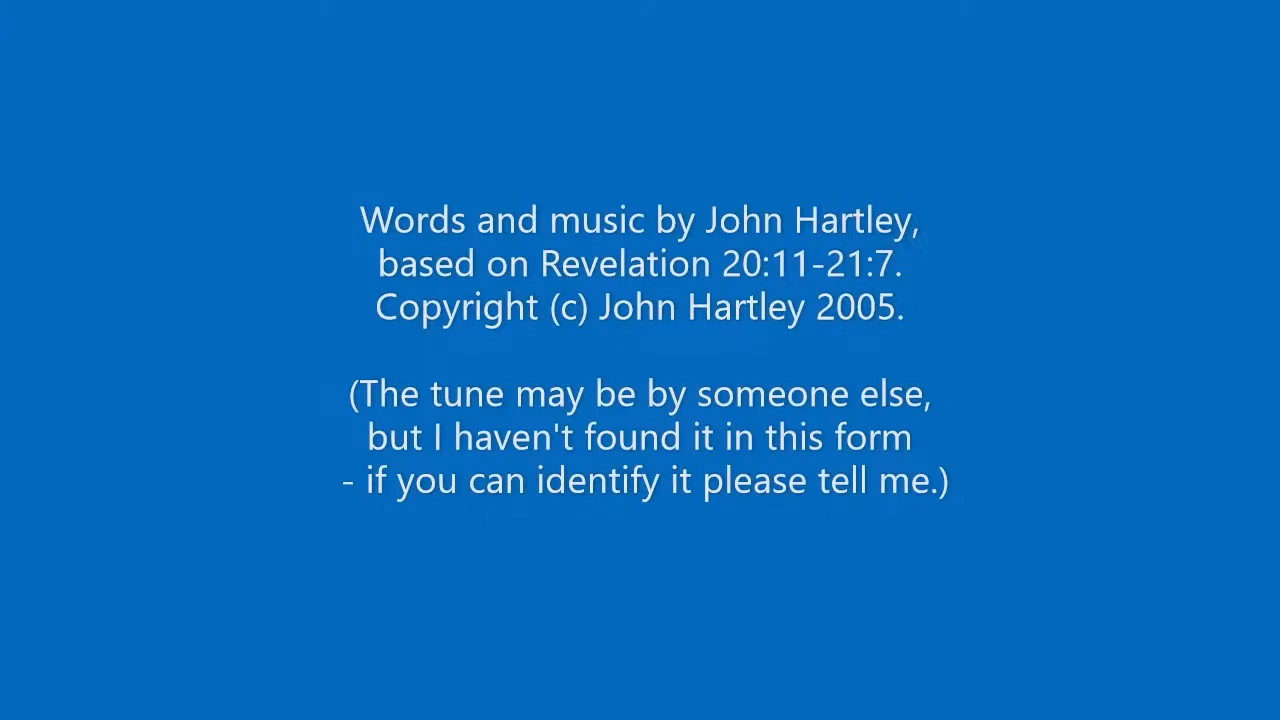 Words and music by John Hartley,
based on Revelation 20:11-21:7.
Copyright (c) John Hartley 2005.
(The tune may be by someone else,
but I haven't found it in this form
- if you can identify it please tell me.)